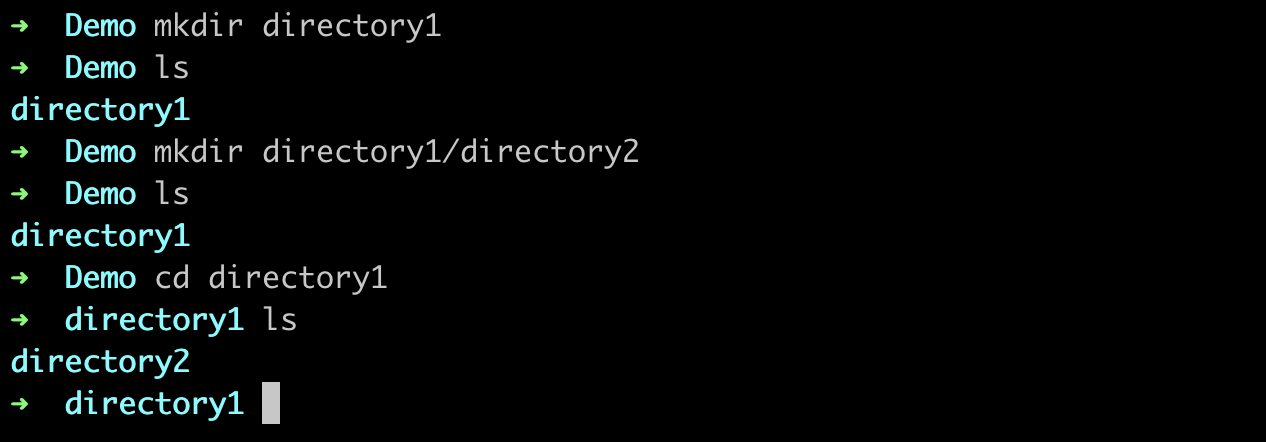 ➜ Demo mkdir directory1
➜ Demo ls
directory1
➜ Demo mkdir directory1/directory2
➜ Demo ls
directory1
➜ Demo cd directory1
➜ directory1 ls
directory2
➜ directory1